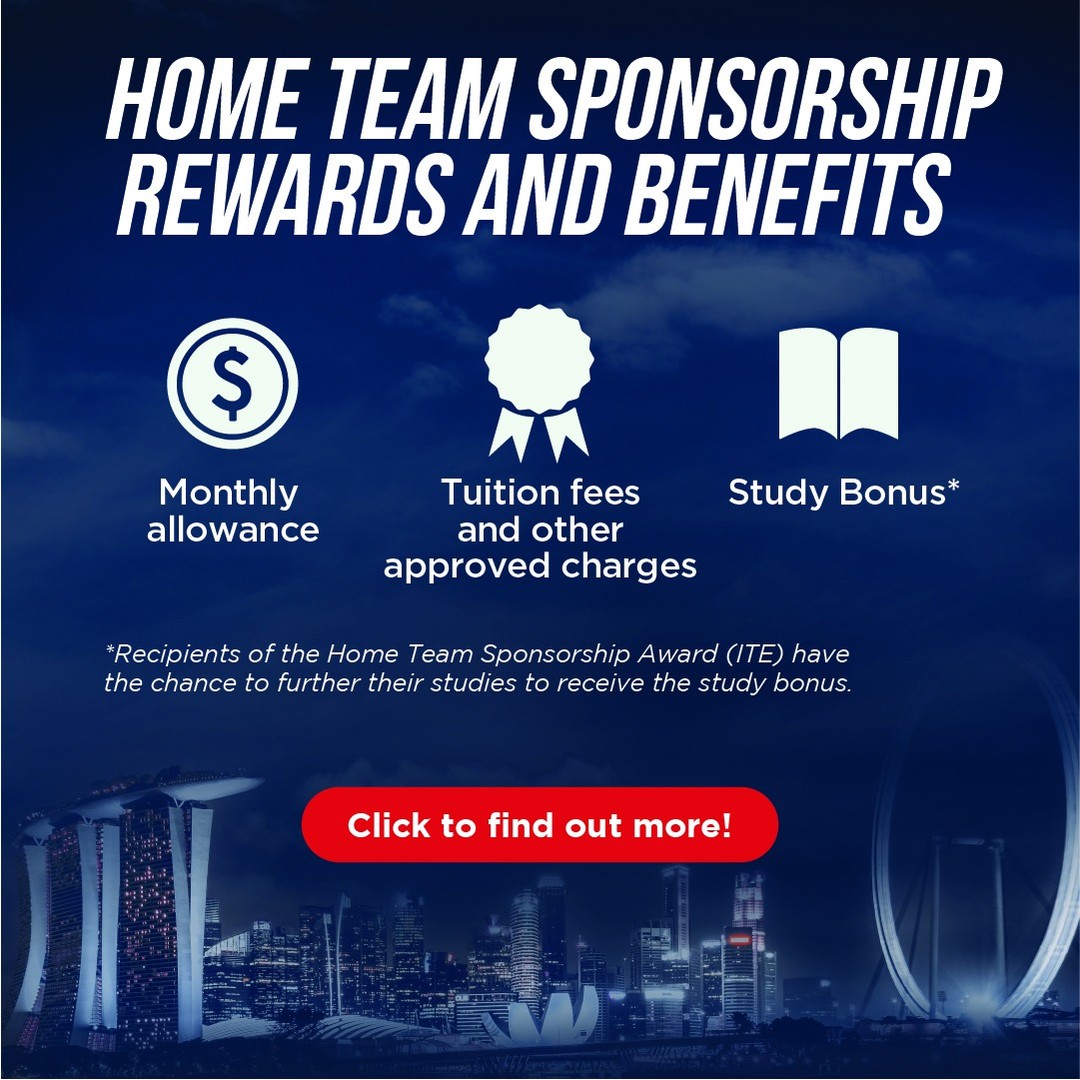 HOME TEAM SPONSORSHIP
REWARDS AND BENEFITS
$
Monthly
allowance
Tuition fees
and other
approved charges
Study Bonus*
*Recipients of the Home Team Sponsorship Award (ITE) have
the chance to further their studies to receive the study bonus.
Click to find out more!